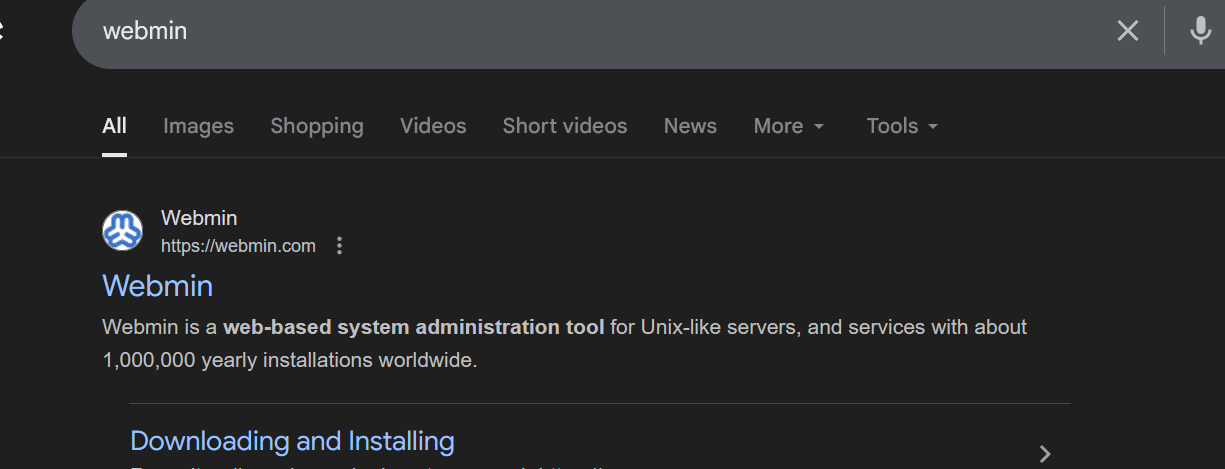 webmin
All Images Shopping Videos Short videos News More Tools
Webmin
https://webmin.com
Webmin
Webmin is a web-based system administration tool for Unix-like servers, and services with about
1,000,000 yearly installations worldwide.
Downloading and Installing